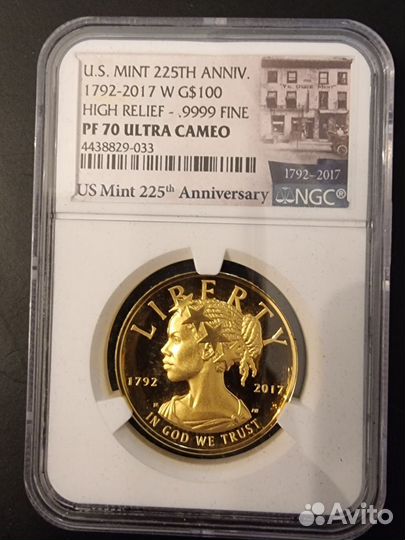 U.S. MINT 225TH ANNIV.
1792-2017 W G$100
HIGH RELIEF - .9999 FINE
PF 70 ULTRA CAMEO
4438829-033
1792-2017
US Mint 225th Anniversary
NGC®
LIBERTY
1792
2017
IN GOD WE TRUST
Avito